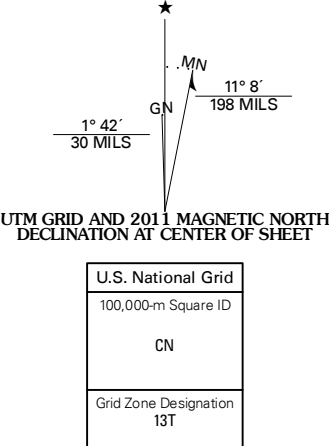 ★
MN
GN
11° 8´
198 MILS
1° 42´
30 MILS
UTM GRID AND 2011 MAGNETIC NORTH
DECLINATION AT CENTER OF SHEET
U.S. National Grid
100,000-m Square ID
CN
Grid Zone Designation
13T